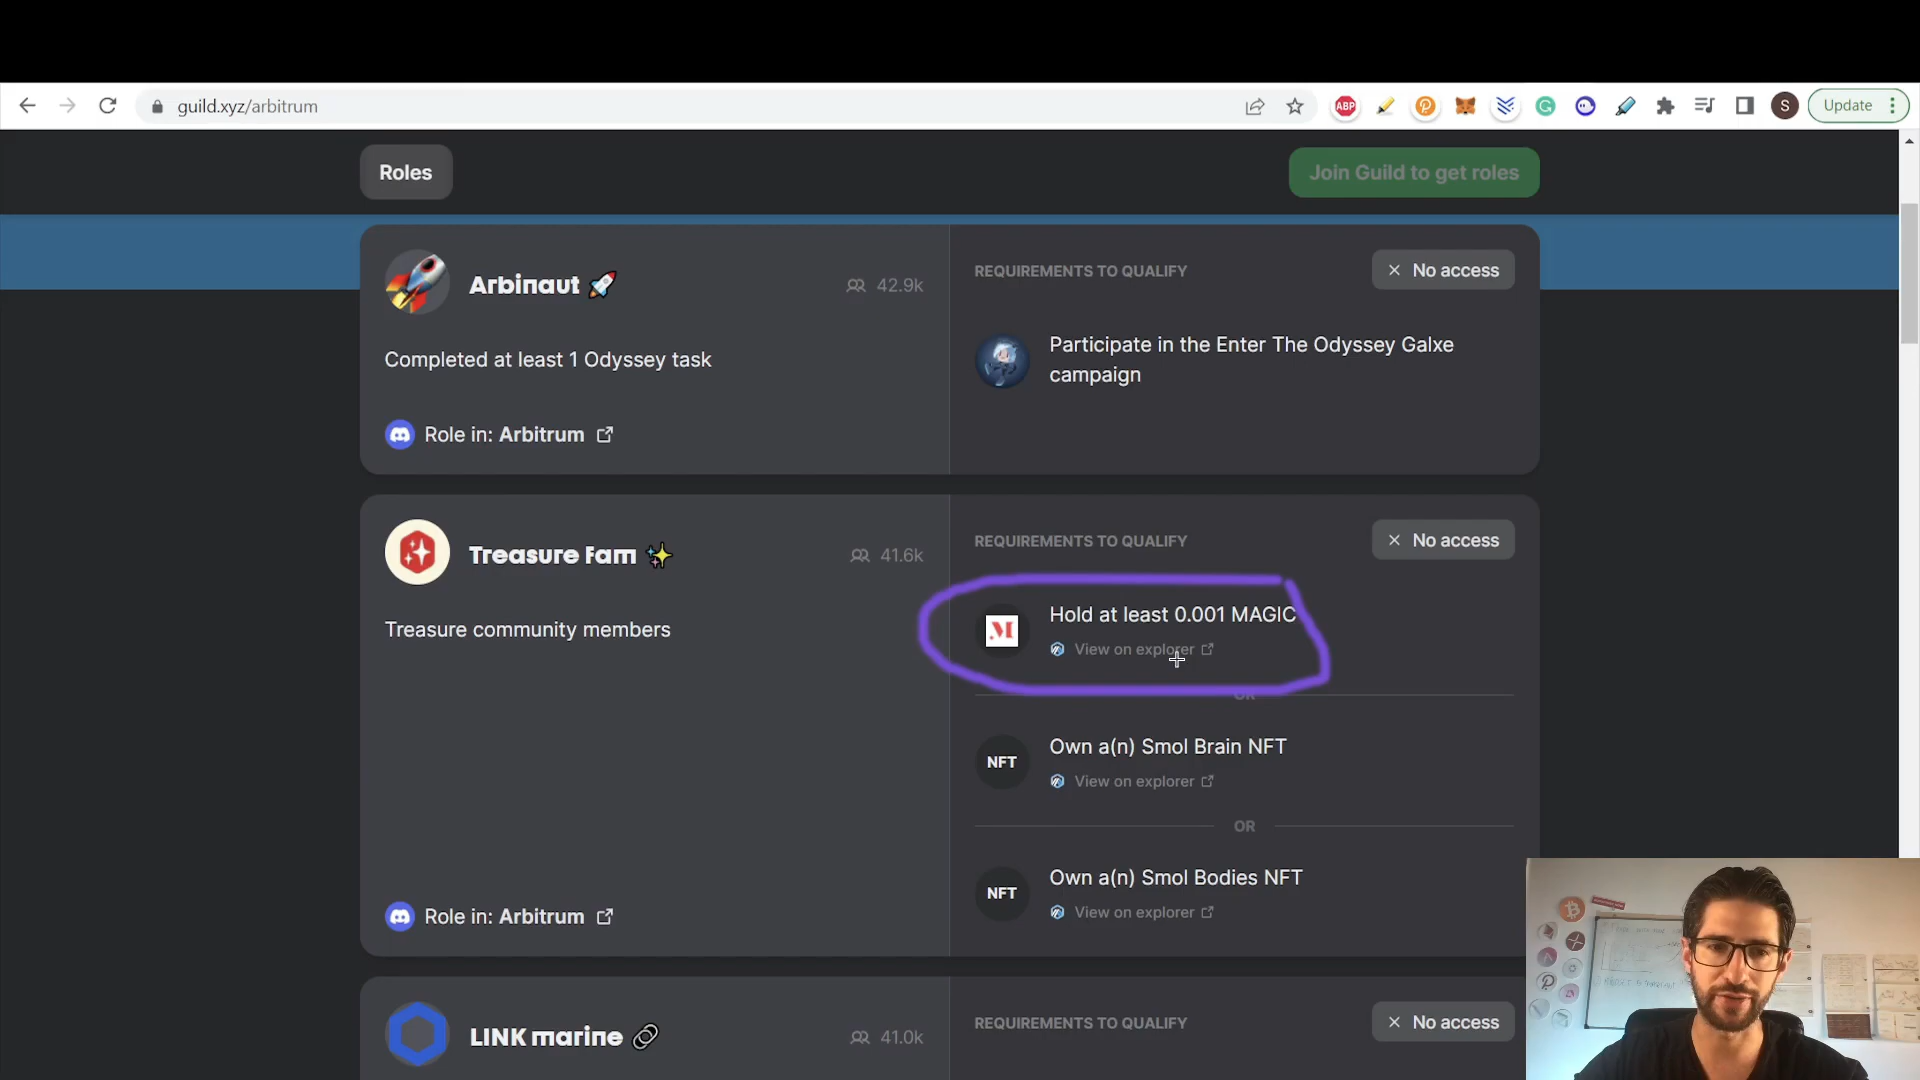 guild.xyz/arbitrum
ABP
S
Update
Roles
Join Guild to get roles
Arbinaut
42.9k
REQUIREMENTS TO QUALIFY
No access
Completed at least 1 Odyssey task
Participate in the Enter The Odyssey Galxe
campaign
Role in: Arbitrum
Treasure Fam
41.6k
REQUIREMENTS TO QUALIFY
No access
Treasure community members
M
Hold at least 0.001 MAGIC
View on explorer
OR
NFT
Own a(n) Smol Brain NFT
View on explorer
OR
NFT
Own a(n) Smol Bodies NFT
View on explorer
Role in: Arbitrum
LINK marine
41.0k
REQUIREMENTS TO QUALIFY
No access